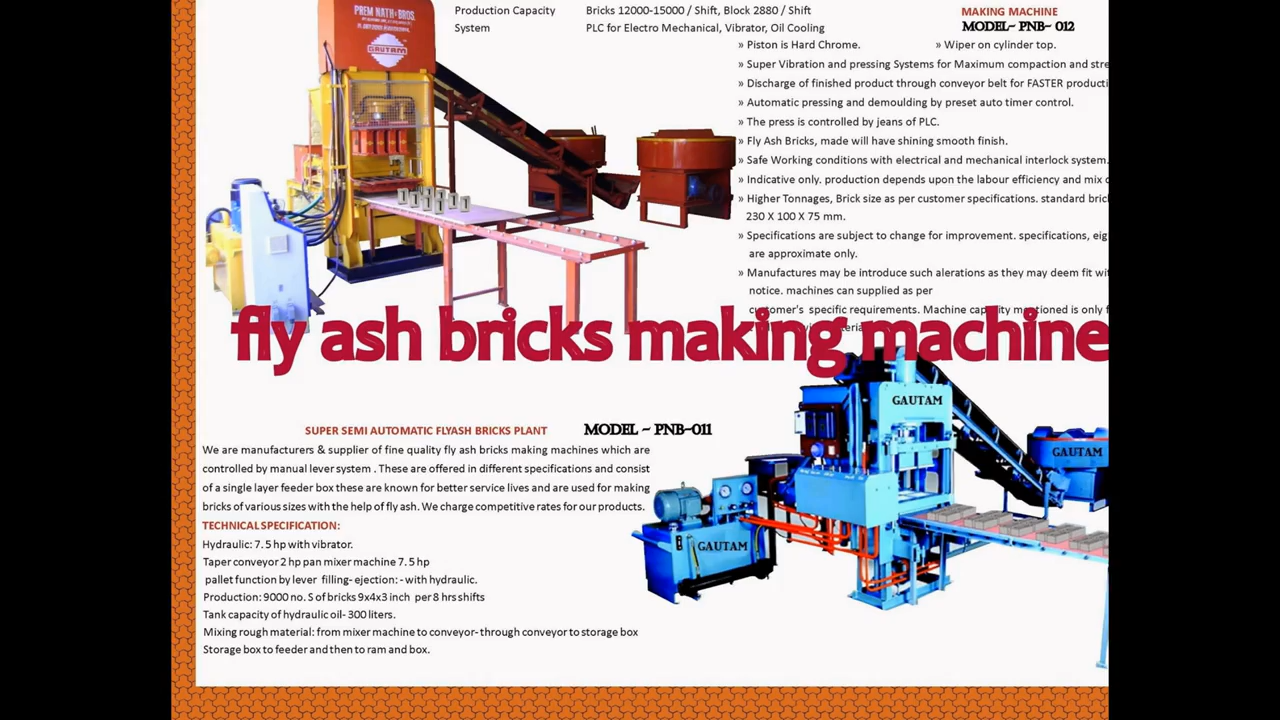 PREM NATH & BROS.
GAUTAM
Production Capacity Bricks 12000-15000 / Shift, Block 2880 / Shift
System PLC for Electro Mechanical, Vibrator, Oil Cooling
MAKING MACHINE
MODEL~ PNB~ 012
» Piston is Hard Chrome. » Wiper on cylinder top.
» Super Vibration and pressing Systems for Maximum compaction and stre
» Discharge of finished product through conveyor belt for FASTER producti
» Automatic pressing and demoulding by preset auto timer control.
» The press is controlled by jeans of PLC.
» Fly Ash Bricks, made will have shining smooth finish.
» Safe Working conditions with electrical and mechanical interlock system.
» Indicative only. production depends upon the labour efficiency and mix
» Higher Tonnages, Brick size as per customer specifications. standard bric
230 X 100 X 75 mm.
» Specifications are subject to change for improvement. specifications, eig
are approximate only.
» Manufactures may be introduce such alerations as they may deem fit wit
notice. machines can supplied as per
customer's specific requirements. Machine capacity mentioned is only f
fly ash bricks making machine
GAUTAM
GAUTAM
GAUTAM
SUPER SEMI AUTOMATIC FLYASH BRICKS PLANT MODEL ~ PNB-011
We are manufacturers & supplier of fine quality fly ash bricks making machines which are
controlled by manual lever system . These are offered in different specifications and consist
of a single layer feeder box these are known for better service lives and are used for making
bricks of various sizes with the help of fly ash. We charge competitive rates for our products.
TECHNICAL SPECIFICATION:
Hydraulic: 7. 5 hp with vibrator.
Taper conveyor 2 hp pan mixer machine 7. 5 hp
pallet function by lever filling- ejection: - with hydraulic.
Production: 9000 no. S of bricks 9x4x3 inch per 8 hrs shifts
Tank capacity of hydraulic oil- 300 liters.
Mixing rough material: from mixer machine to conveyor- through conveyor to storage box
Storage box to feeder and then to ram and box.